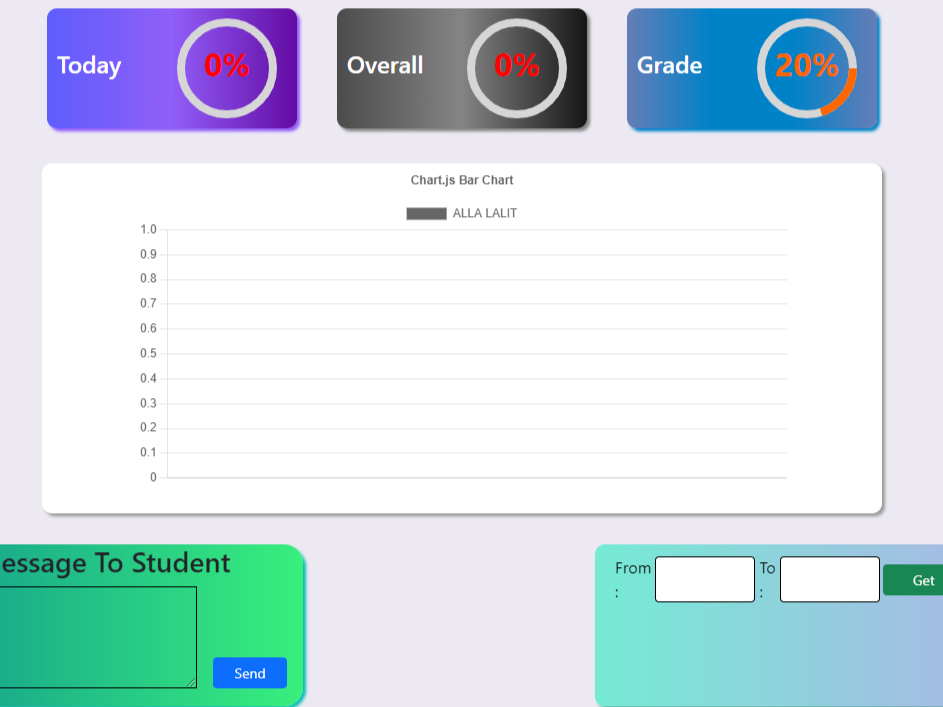 Today 0% Overall 0% Grade 20%
Chart.js Bar Chart
ALLA LALIT
1.0
0.9
0.8
0.7
0.6
0.5
0.4
0.3
0.2
0.1
0
essage To Student
Send
From To Get
: :